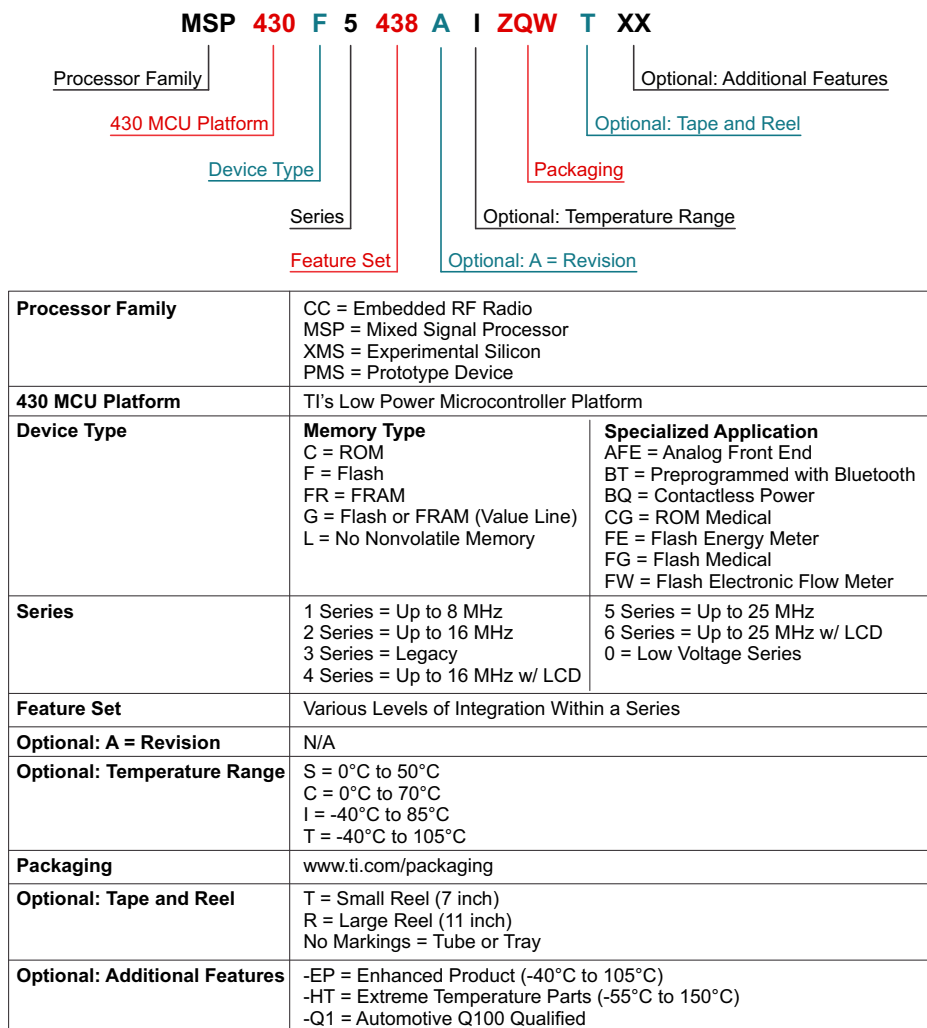 MSP 430 F 5 438 A I ZQW T XX
Processor Family
Optional: Additional Features
430 MCU Platform
Optional: Tape and Reel
Device Type
Packaging
Series
Optional: Temperature Range
Feature Set
Optional: A = Revision
Processor Family
CC = Embedded RF Radio
MSP = Mixed Signal Processor
XMS = Experimental Silicon
PMS = Prototype Device
430 MCU Platform
TI's Low Power Microcontroller Platform
Device Type
Memory Type
C = ROM
F = Flash
FR = FRAM
G = Flash or FRAM (Value Line)
L = No Nonvolatile Memory
Specialized Application
AFE = Analog Front End
BT = Preprogrammed with Bluetooth
BQ = Contactless Power
CG = ROM Medical
FE = Flash Energy Meter
FG = Flash Medical
FW = Flash Electronic Flow Meter
Series
1 Series = Up to 8 MHz
2 Series = Up to 16 MHz
3 Series = Legacy
4 Series = Up to 16 MHz w/ LCD
5 Series = Up to 25 MHz
6 Series = Up to 25 MHz w/ LCD
0 = Low Voltage Series
Feature Set
Various Levels of Integration Within a Series
Optional: A = Revision
N/A
Optional: Temperature Range
S = 0°C to 50°C
C = 0°C to 70°C
I = -40°C to 85°C
T = -40°C to 105°C
Packaging
www.ti.com/packaging
Optional: Tape and Reel
T = Small Reel (7 inch)
R = Large Reel (11 inch)
No Markings = Tube or Tray
Optional: Additional Features
-EP = Enhanced Product (-40°C to 105°C)
-HT = Extreme Temperature Parts (-55°C to 150°C)
-Q1 = Automotive Q100 Qualified